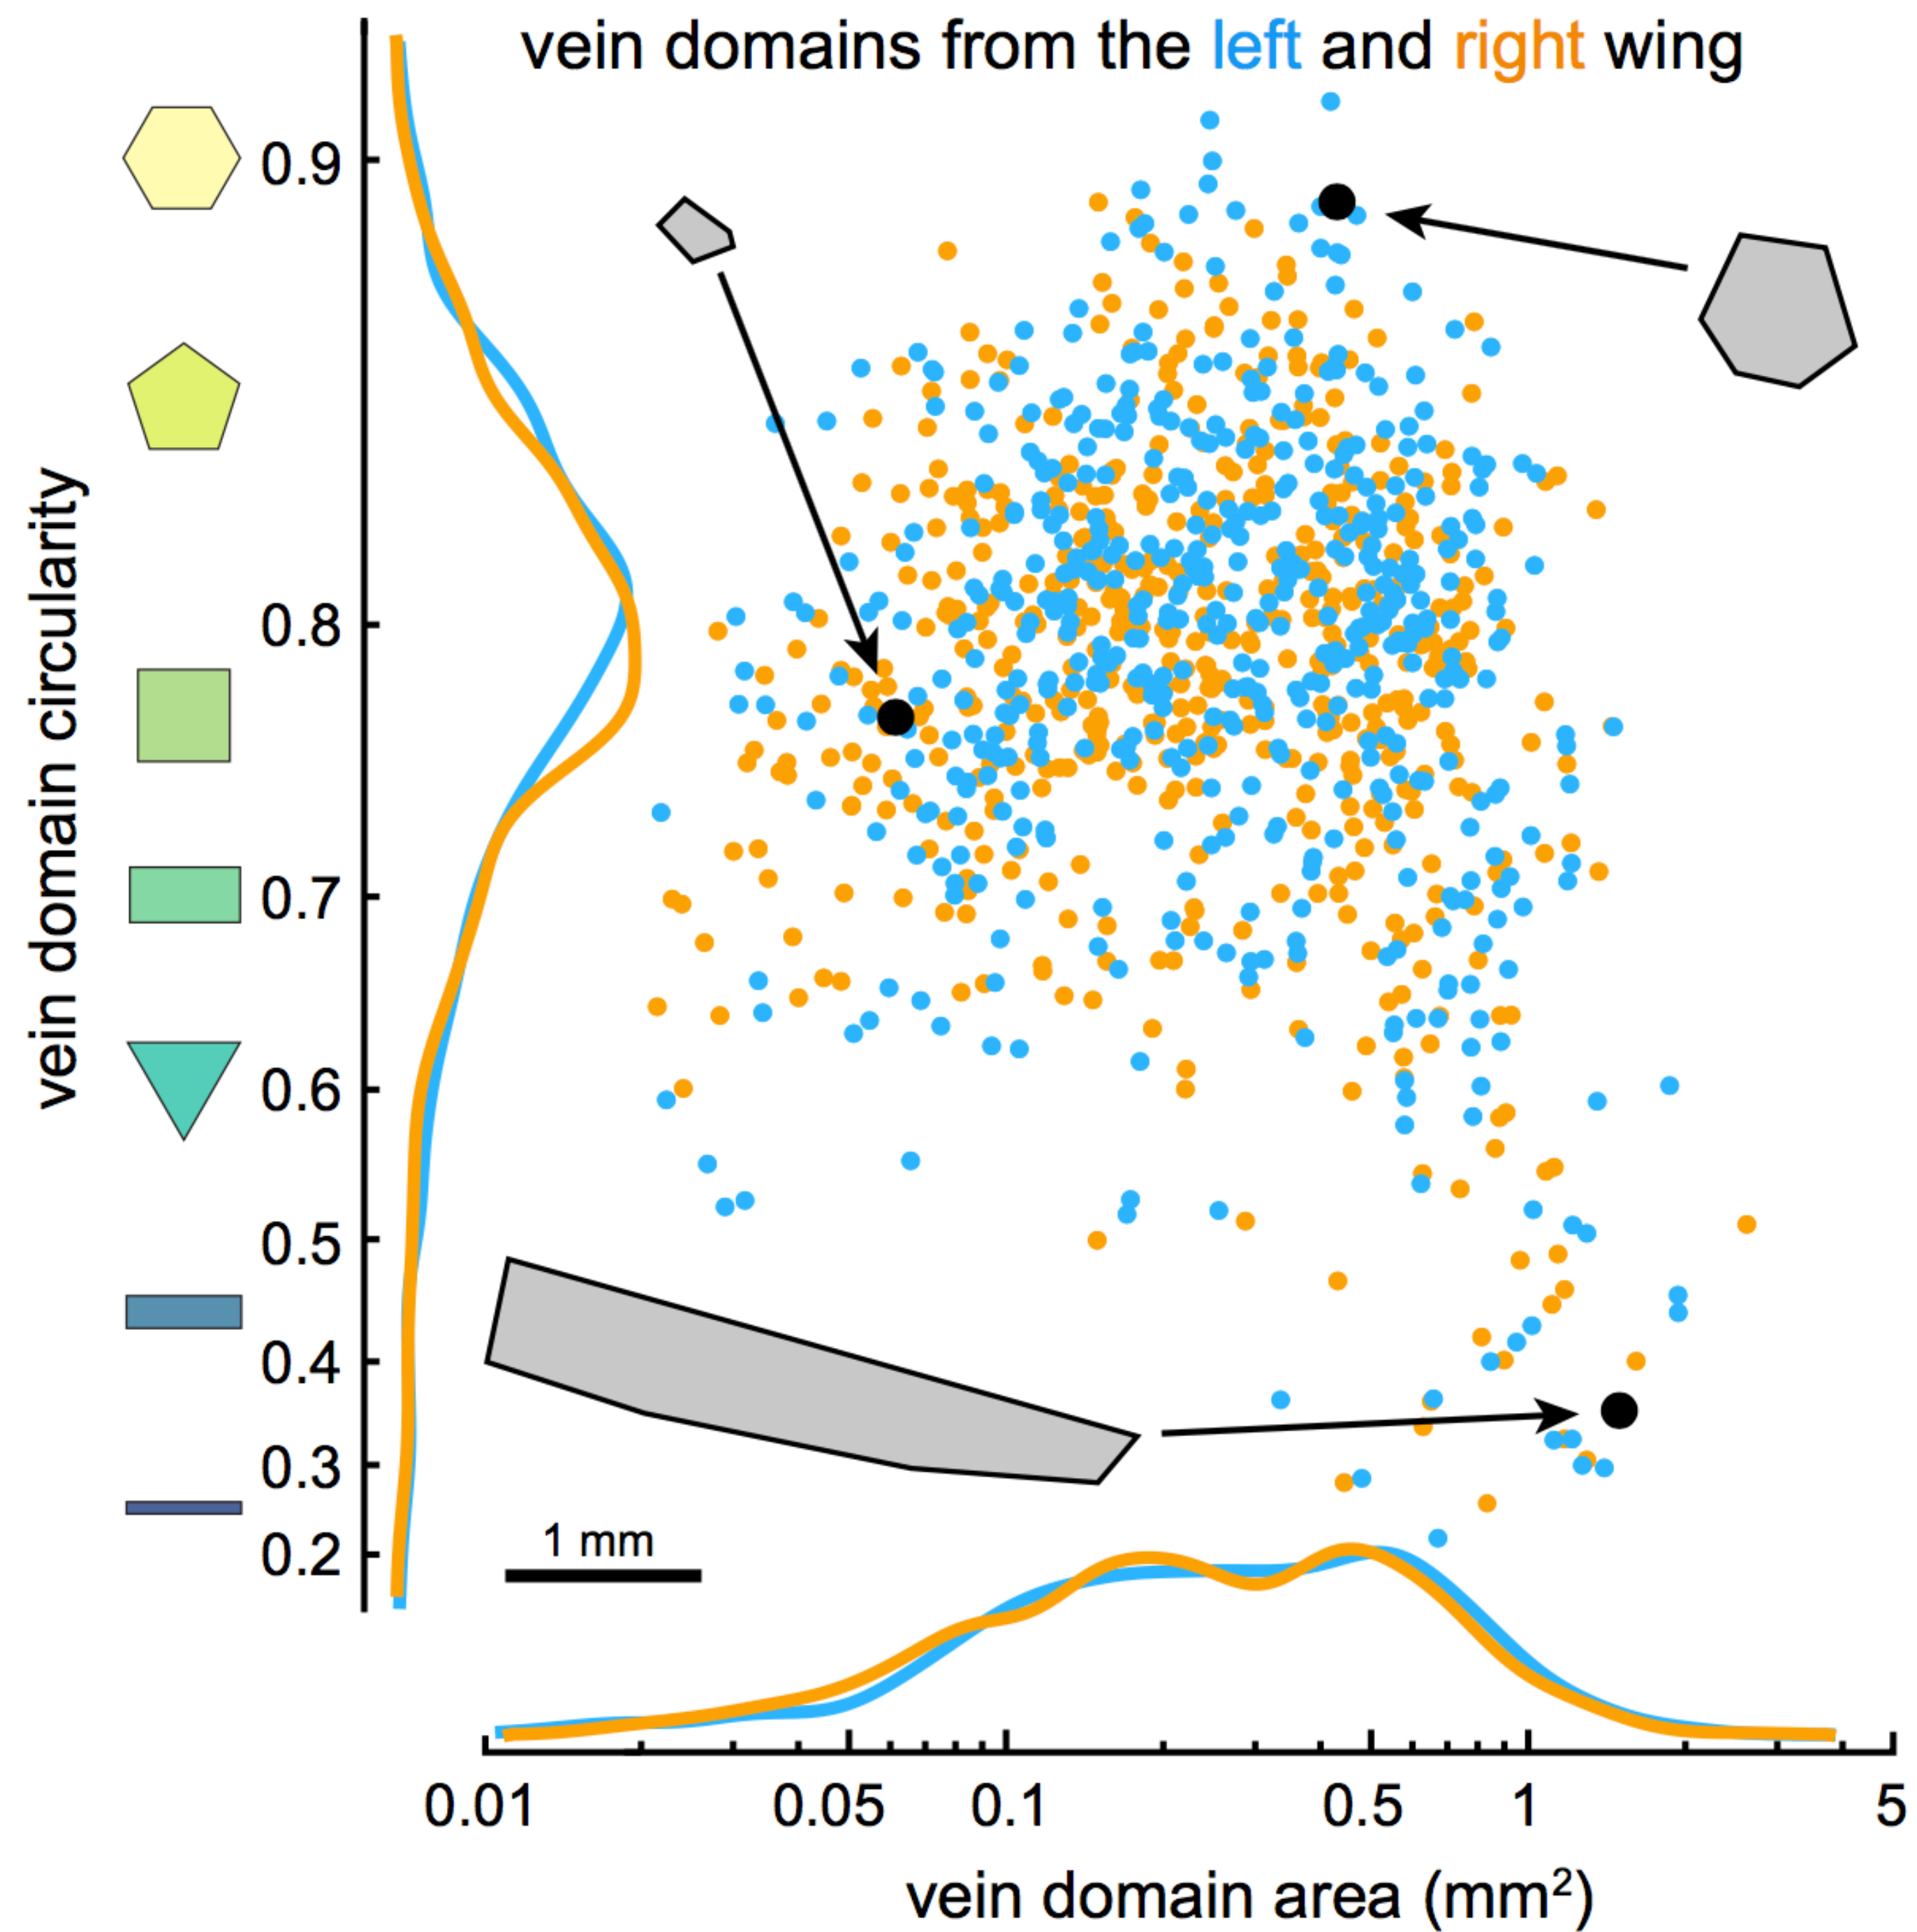 vein domains from the left and right wing
vein domain circularity
0.9
0.8
0.7
0.6
0.5
0.4
0.3
0.2
1 mm
0.01 0.05 0.1 0.5 1 5
vein domain area (mm²)